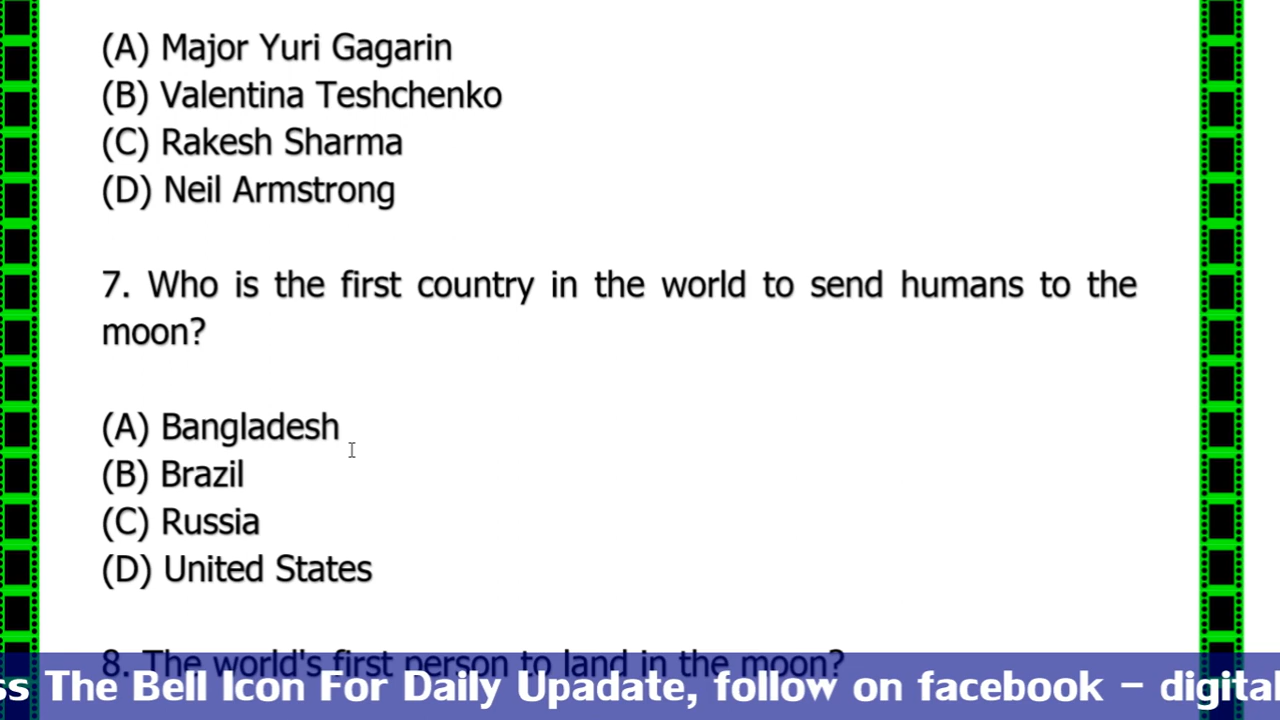 (A) Major Yuri Gagarin
(B) Valentina Teshchenko
(C) Rakesh Sharma
(D) Neil Armstrong
7. Who is the first country in the world to send humans to the
moon?
(A) Bangladesh
(B) Brazil
(C) Russia
(D) United States
8. The world's first person to land in the moon?
ss The Bell Icon For Daily Upadate, follow on facebook – digital